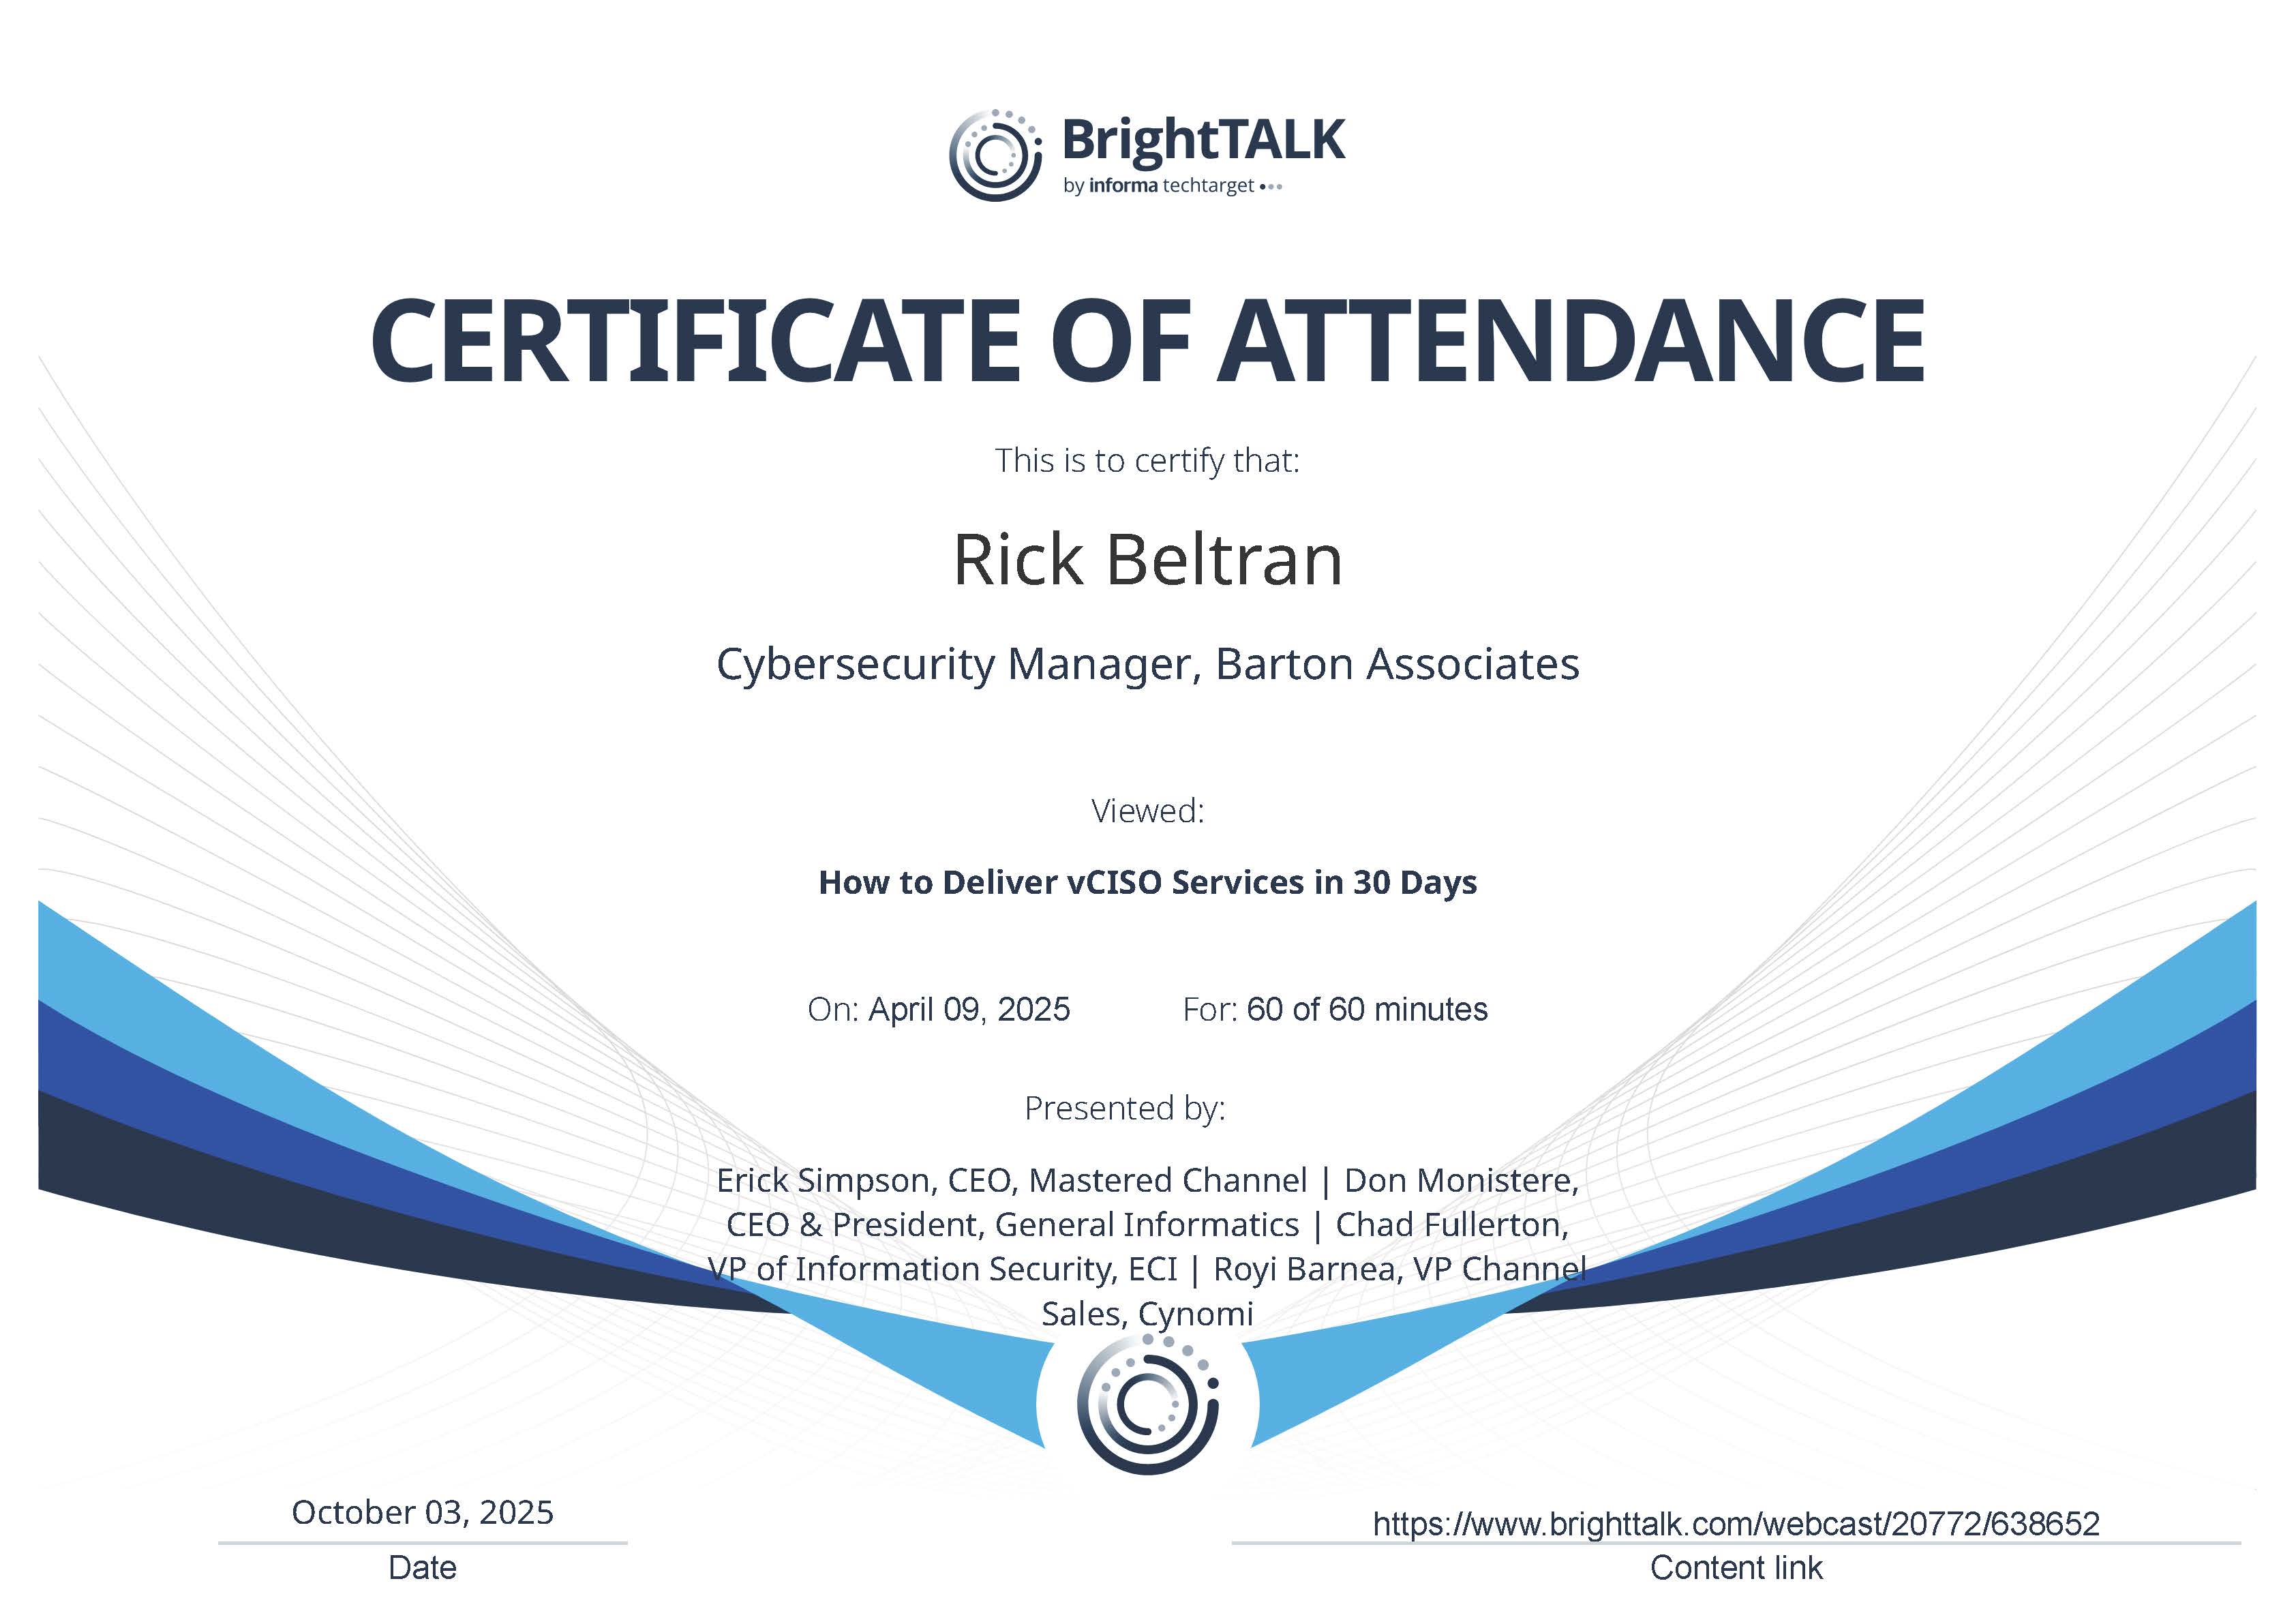 BrightTALK
by informa techtarget
CERTIFICATE OF ATTENDANCE
This is to certify that:
Rick Beltran
Cybersecurity Manager, Barton Associates
Viewed:
How to Deliver vCISO Services in 30 Days
On: April 09, 2025 For: 60 of 60 minutes
Presented by:
Erick Simpson, CEO, Mastered Channel | Don Monistere,
CEO & President, General Informatics | Chad Fullerton,
VP of Information Security, ECI | Royi Barnea, VP Channel
Sales, Cynomi
October 03, 2025
Date
https://www.brighttalk.com/webcast/20772/638652
Content link